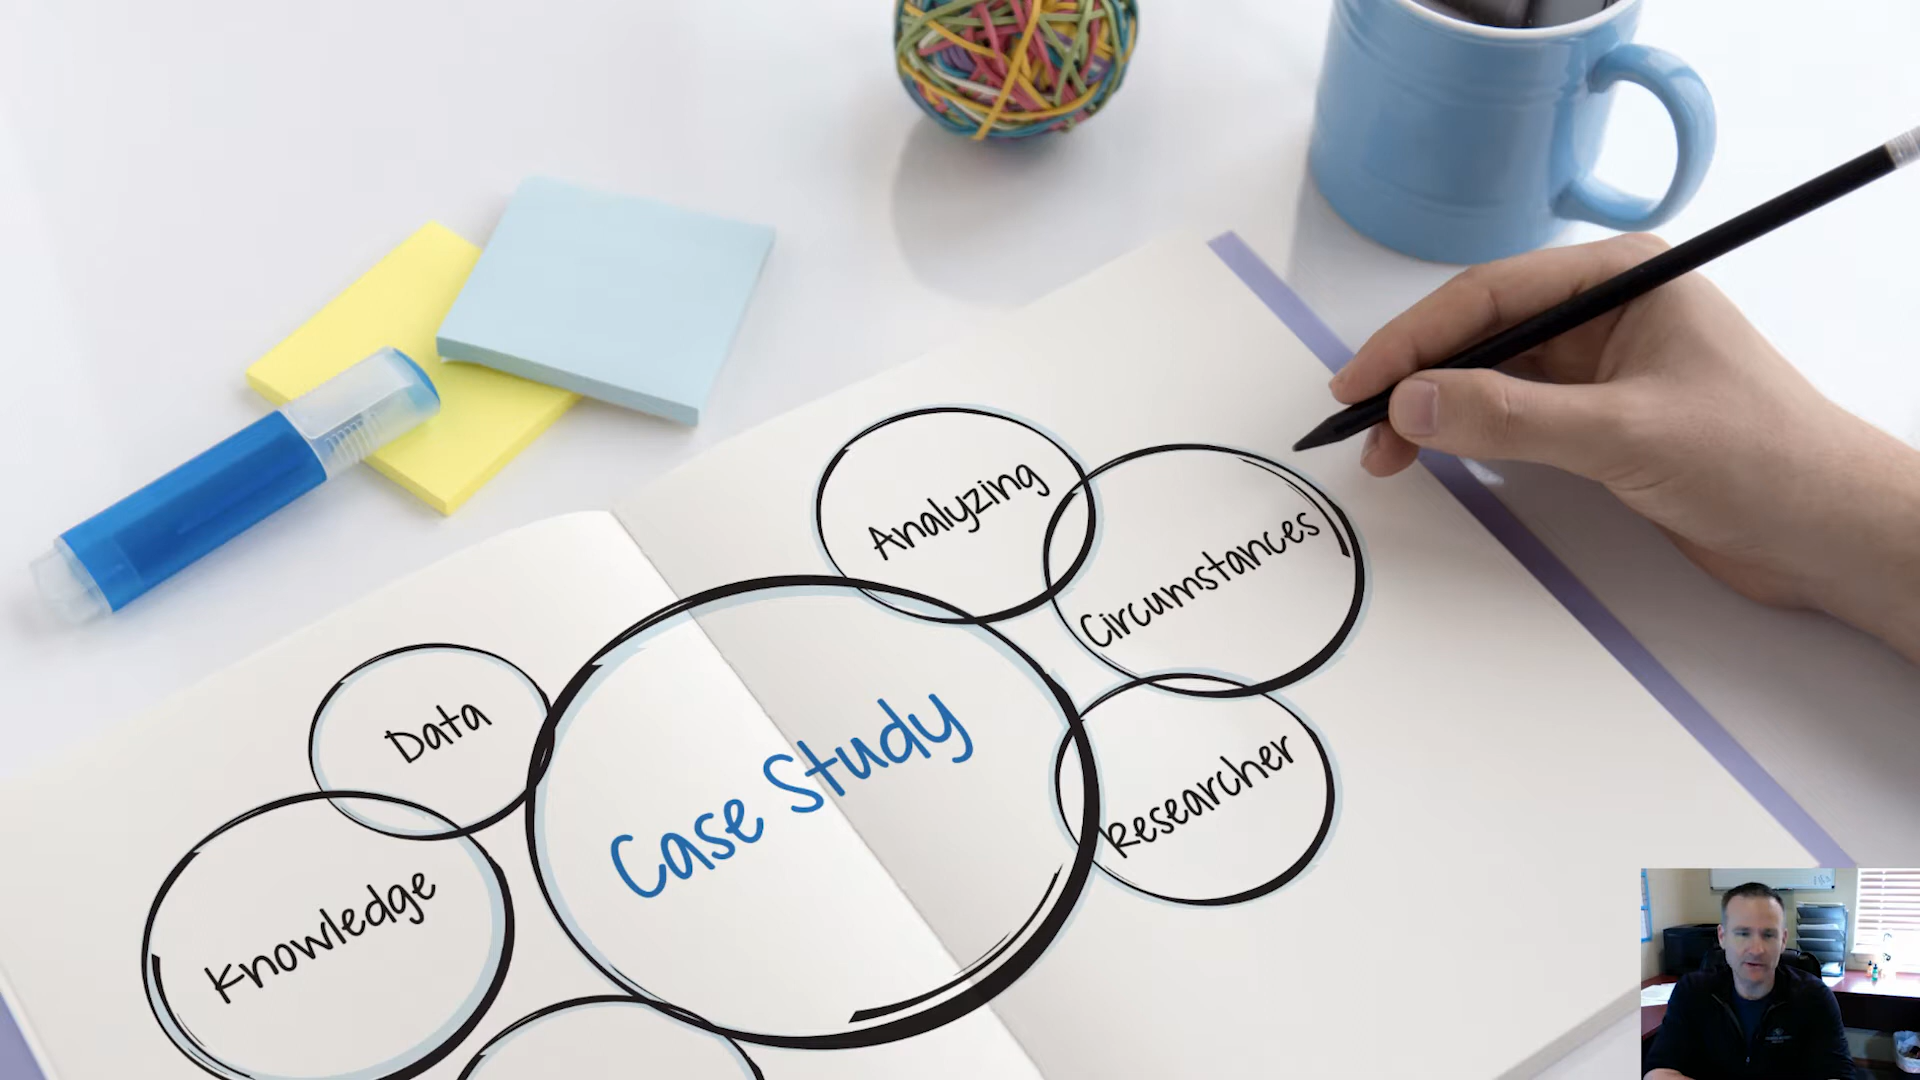 Analyzing
Circumstances
Data
Case Study
Researcher
Knowledge